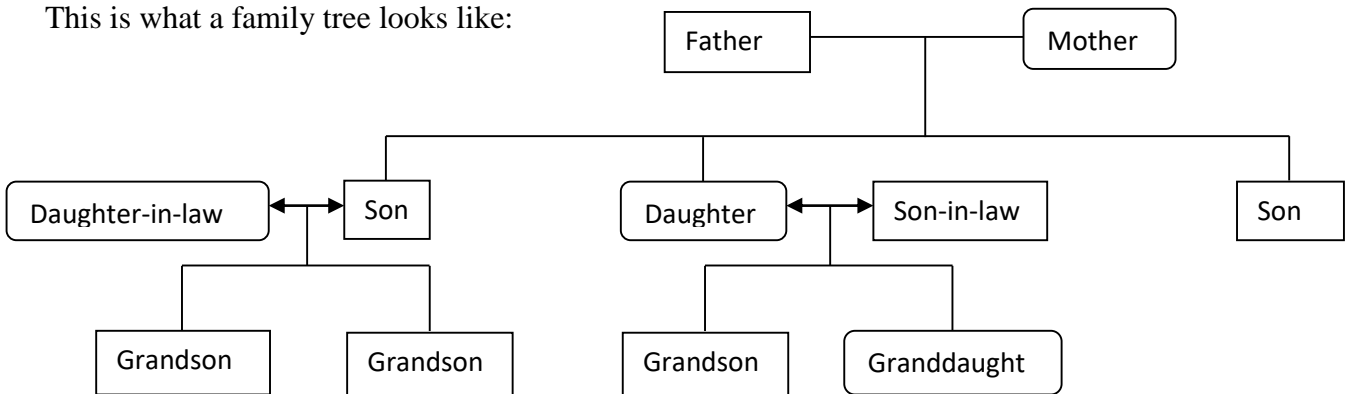 This is what a family tree looks like:
Father
Mother
Daughter-in-law
Son
Daughter
Son-in-law
Son
Grandson
Grandson
Grandson
Granddaught